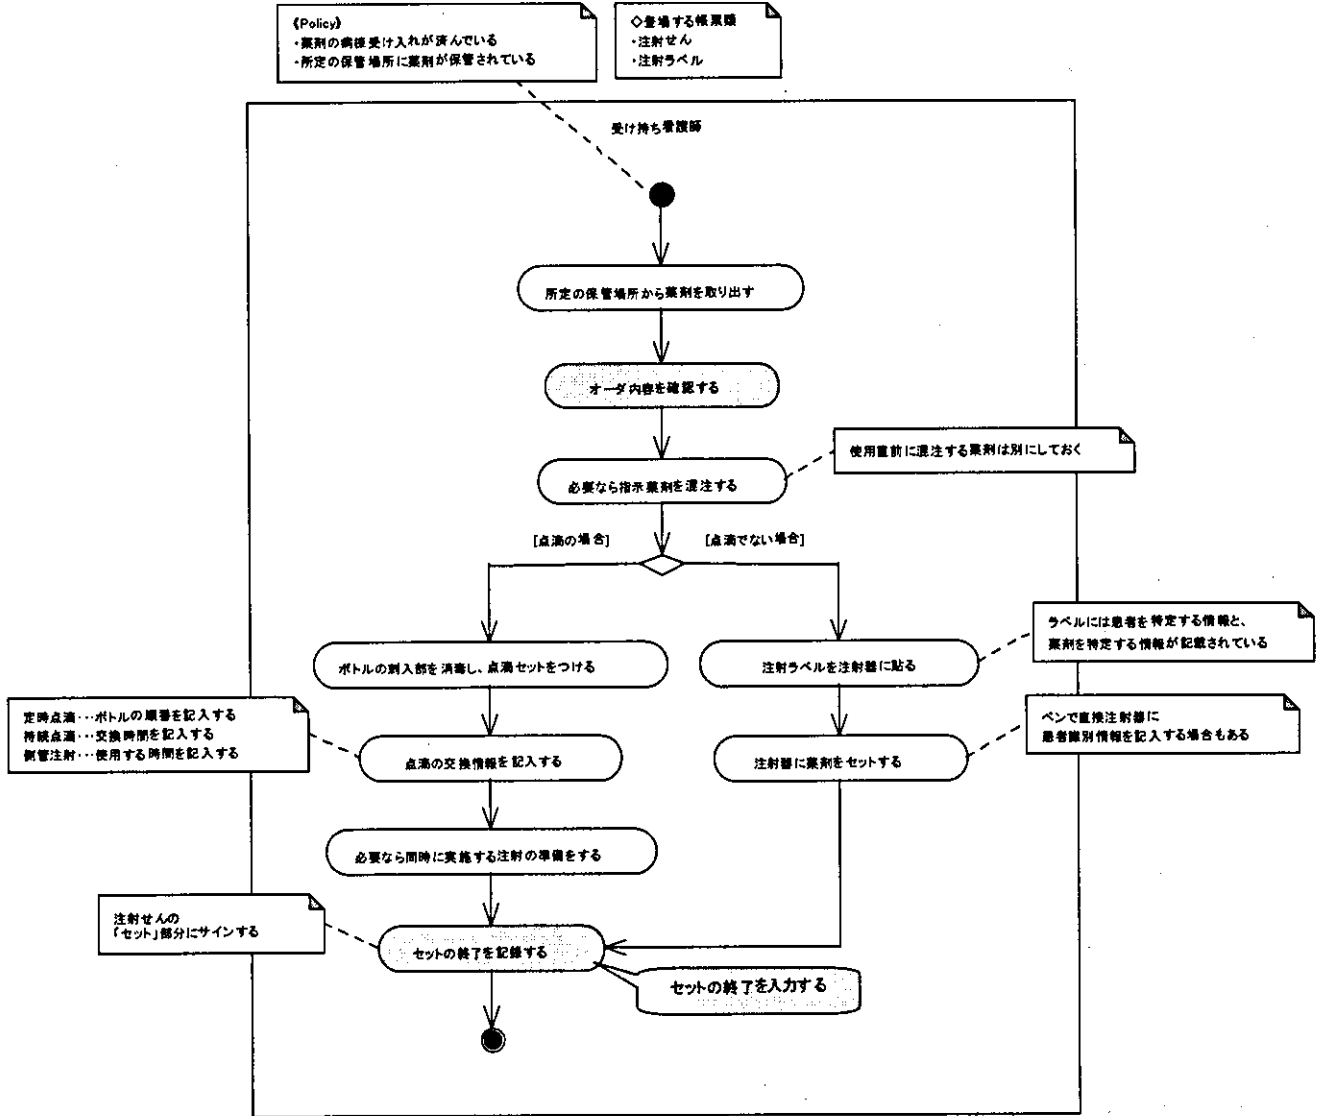 《Policy》
・薬剤の病棟受け入れが済んでいる
・所定の保管場所に薬剤が保管されている
◇登場する帳票類
・注射せん
・注射ラベル
受け持ち看護師
所定の保管場所から薬剤を取り出す
オーダ内容を確認する
使用直前に混注する薬剤は別にしておく
必要なら指示薬剤を混注する
[点滴の場合]
[点滴でない場合]
ラベルには患者を特定する情報と、
薬剤を特定する情報が記載されている
ボトルの刺入部を消毒し、点滴セットをつける
注射ラベルを注射器に貼る
定時点滴・・・ボトルの順番を記入する
持続点滴・・・交換時間を記入する
側管注射・・・使用する時間を記入する
ペンで直接注射器に
患者識別情報を記入する場合もある
点滴の交換情報を記入する
注射器に薬剤をセットする
必要なら同時に実施する注射の準備をする
注射せんの
「セット」部分にサインする
セットの終了を記録する
セットの終了を入力する